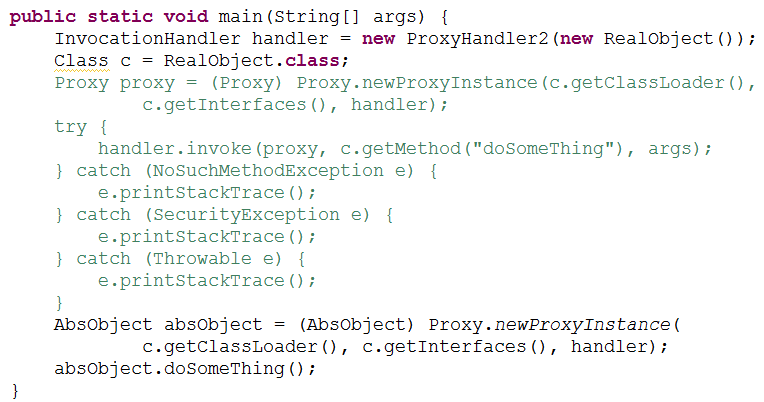 public static void main(String[] args) {
    InvocationHandler handler = new ProxyHandler2(new RealObject());
    Class c = RealObject.class;
    Proxy proxy = (Proxy) Proxy.newProxyInstance(c.getClassLoader(),
            c.getInterfaces(), handler);
    try {
        handler.invoke(proxy, c.getMethod("doSomeThing"), args);
    } catch (NoSuchMethodException e) {
        e.printStackTrace();
    } catch (SecurityException e) {
        e.printStackTrace();
    } catch (Throwable e) {
        e.printStackTrace();
    }
    AbsObject absObject = (AbsObject) Proxy.newProxyInstance(
            c.getClassLoader(), c.getInterfaces(), handler);
    absObject.doSomeThing();
}